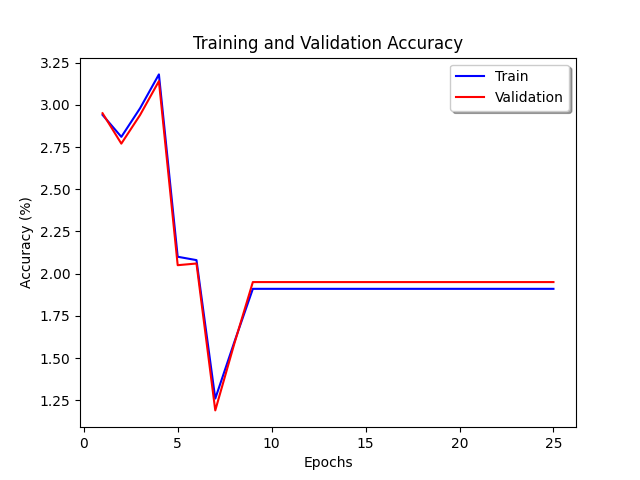 Training and Validation Accuracy
Train
Validation
Accuracy (%)
3.25
3.00
2.75
2.50
2.25
2.00
1.75
1.50
1.25
0 5 10 15 20 25
Epochs